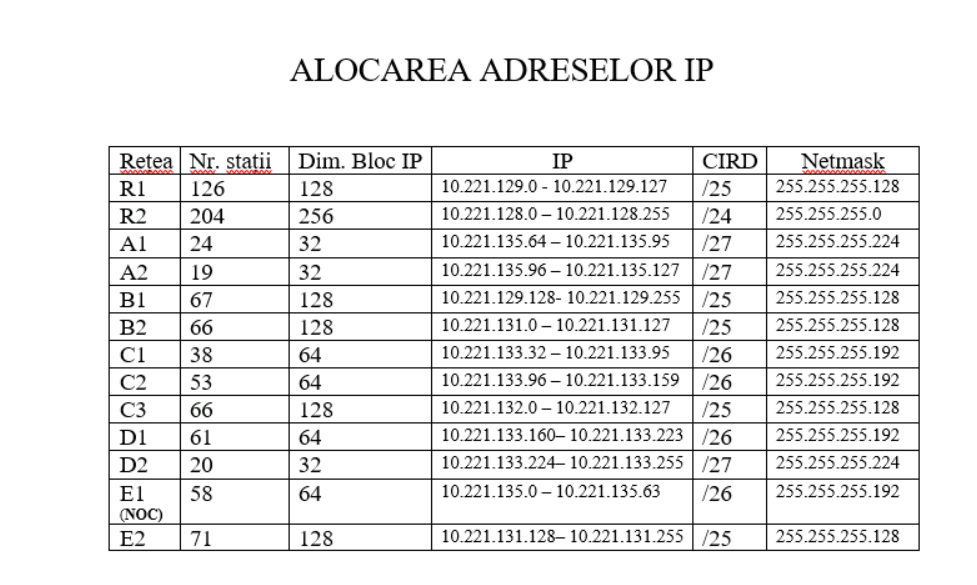 ALOCAREA ADRESELOR IP
Rețea Nr. stații Dim. Bloc IP IP CIRD Netmask
R1 126 128 10.221.129.0 - 10.221.129.127 /25 255.255.255.128
R2 204 256 10.221.128.0 – 10.221.128.255 /24 255.255.255.0
A1 24 32 10.221.135.64 – 10.221.135.95 /27 255.255.255.224
A2 19 32 10.221.135.96 – 10.221.135.127 /27 255.255.255.224
B1 67 128 10.221.129.128- 10.221.129.255 /25 255.255.255.128
B2 66 128 10.221.131.0 – 10.221.131.127 /25 255.255.255.128
C1 38 64 10.221.133.32 – 10.221.133.95 /26 255.255.255.192
C2 53 64 10.221.133.96 – 10.221.133.159 /26 255.255.255.192
C3 66 128 10.221.132.0 – 10.221.132.127 /25 255.255.255.128
D1 61 64 10.221.133.160– 10.221.133.223 /26 255.255.255.192
D2 20 32 10.221.133.224– 10.221.133.255 /27 255.255.255.224
E1 58 64 10.221.135.0 – 10.221.135.63 /26 255.255.255.192
(NOC)
E2 71 128 10.221.131.128– 10.221.131.255 /25 255.255.255.128